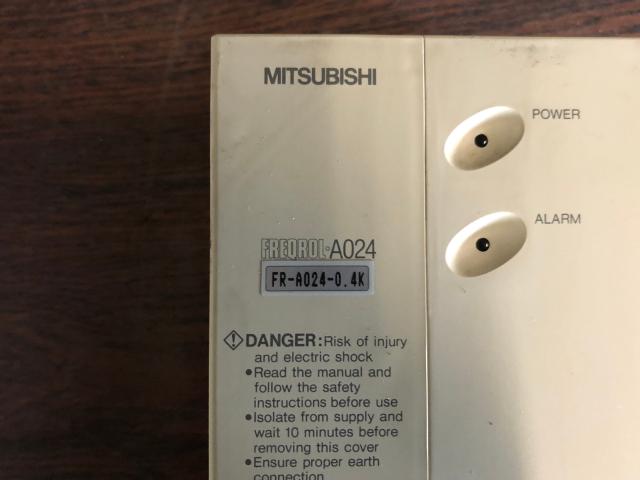 MITSUBISHI
POWER
ALARM
FREQROL-A024
FR-A024-0.4K
DANGER: Risk of injury
and electric shock
•Read the manual and
follow the safety
instructions before use
•Isolate from supply and
wait 10 minutes before
removing this cover
•Ensure proper earth
connection